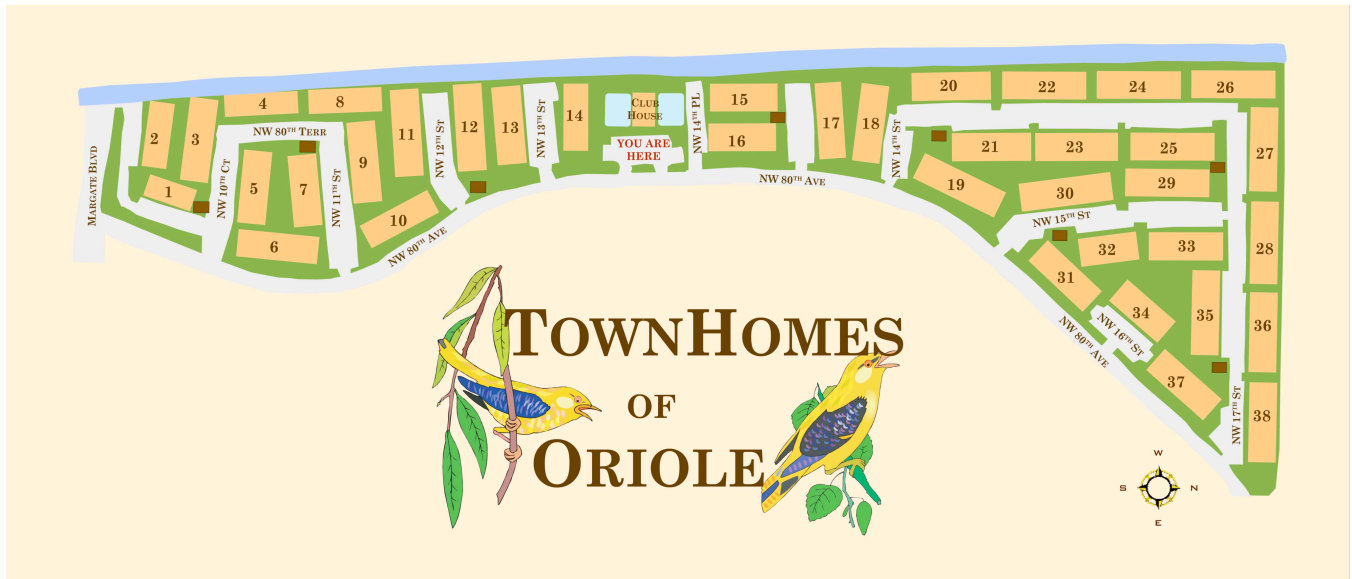 MARGATE BLVD
1
2
3
4
8
NW 80TH TERR
NW 10TH CT
5
7
6
NW 11TH ST
9
10
11
NW 12TH ST
NW 80TH AVE
12
13
NW 13TH ST
14
CLUB
HOUSE
YOU ARE
HERE
NW 14TH PL
15
16
NW 80TH AVE
17
18
NW 14TH ST
19
20
22
24
26
21
23
25
27
30
29
NW 15TH ST
32
33
28
31
34
35
36
NW 16TH ST
NW 80TH AVE
37
38
NW 17TH ST
TOWNHOMES
OF
ORIOLE
W
S N
E